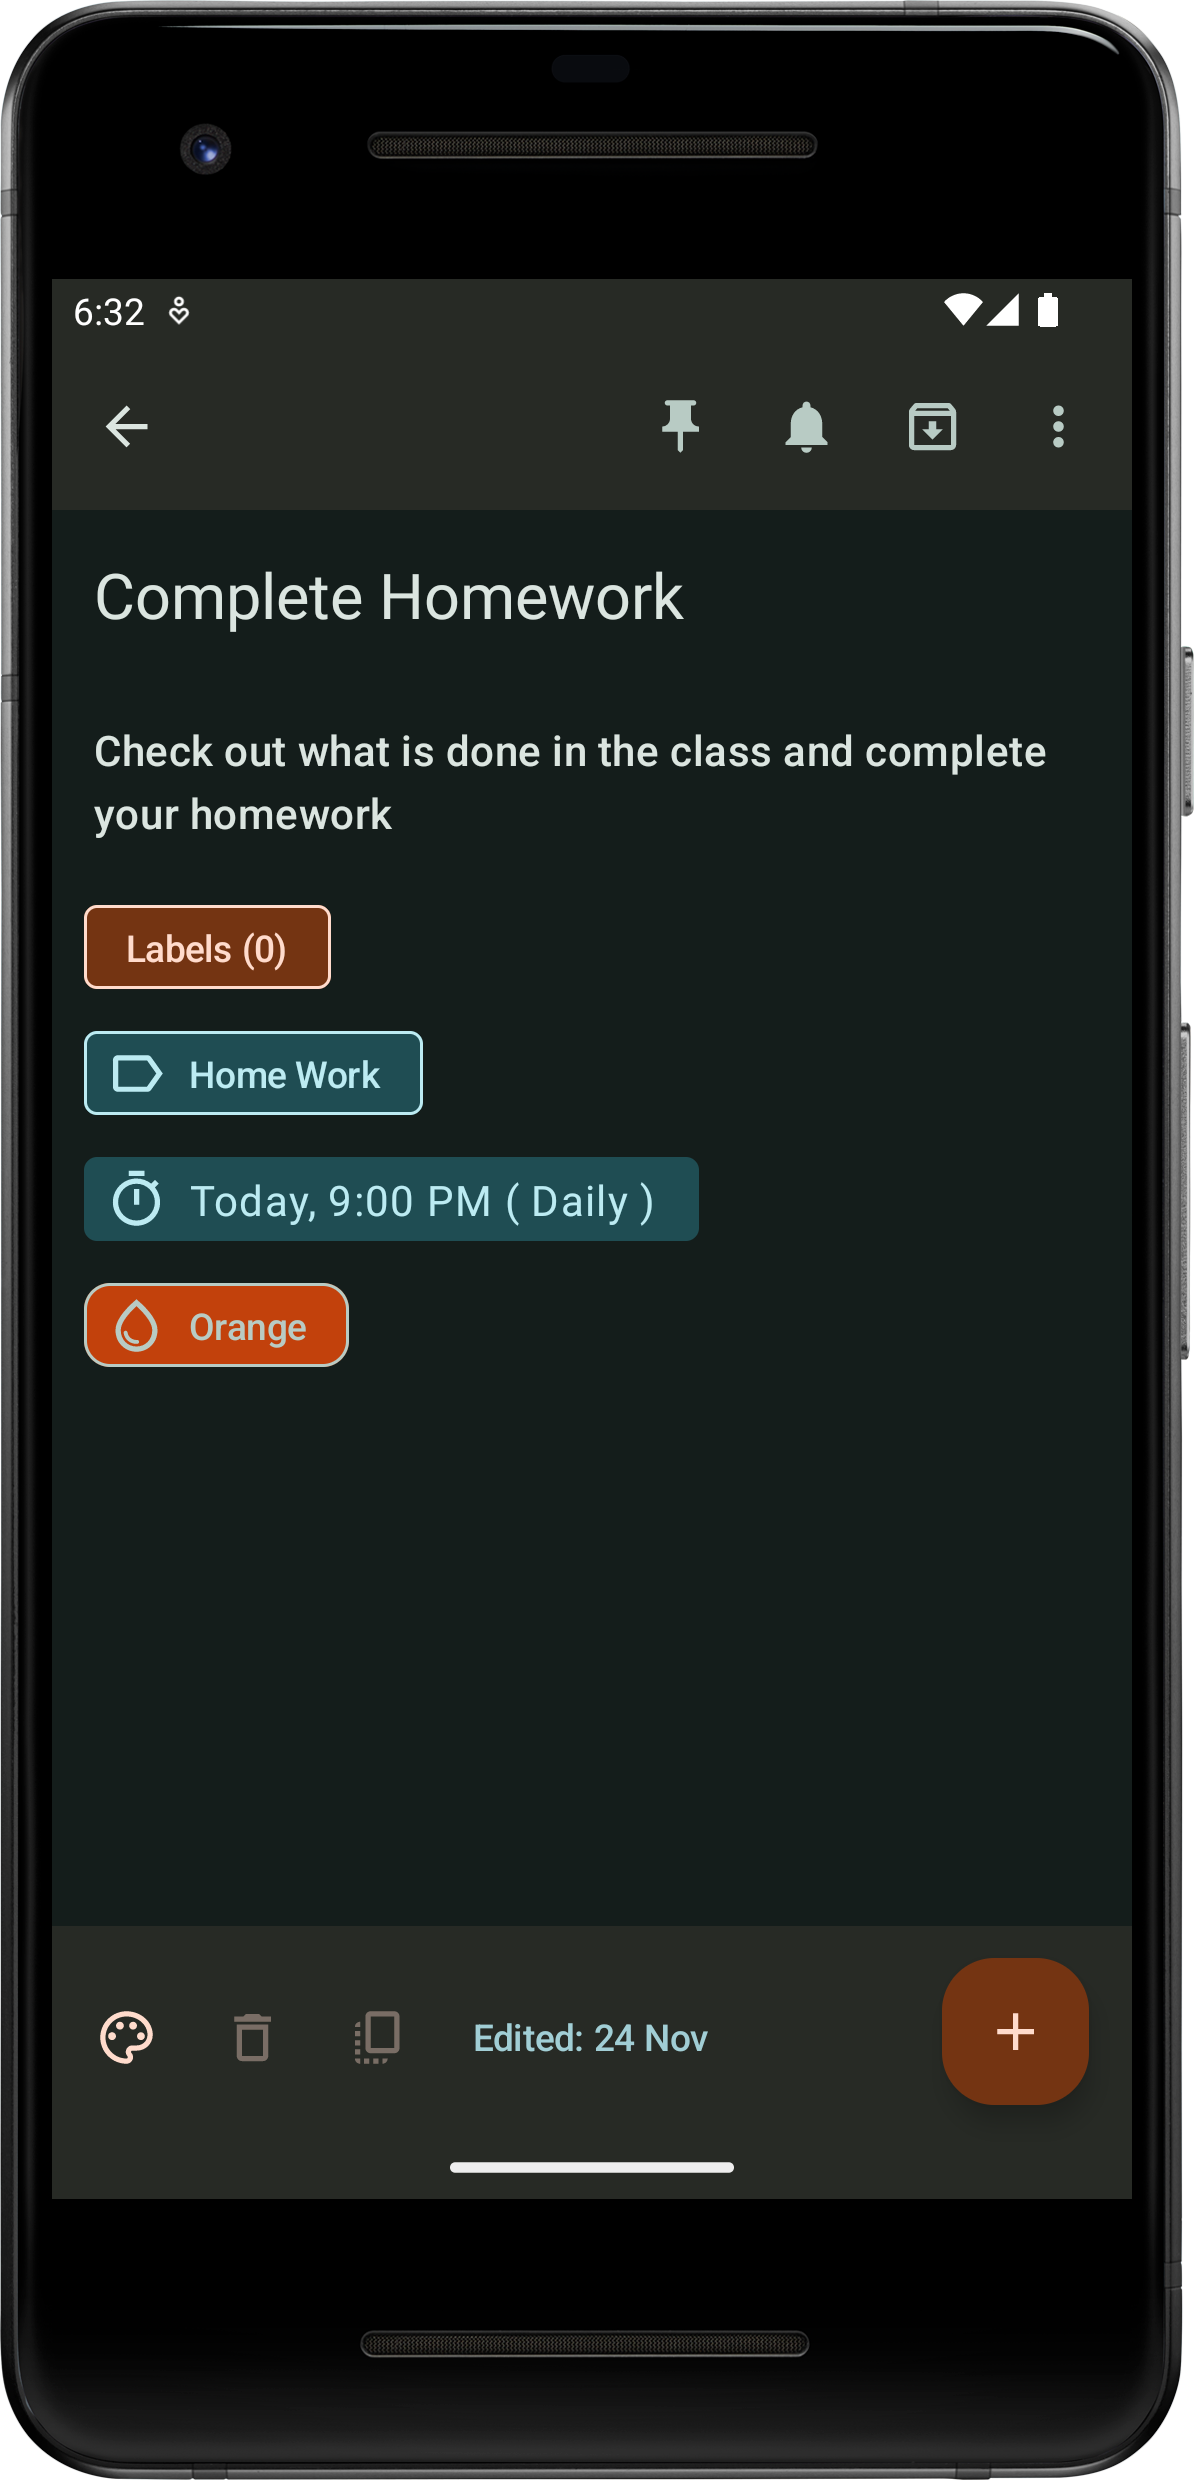 6:32
Complete Homework
Check out what is done in the class and complete
your homework
Labels (0)
Home Work
Today, 9:00 PM ( Daily )
Orange
Edited: 24 Nov